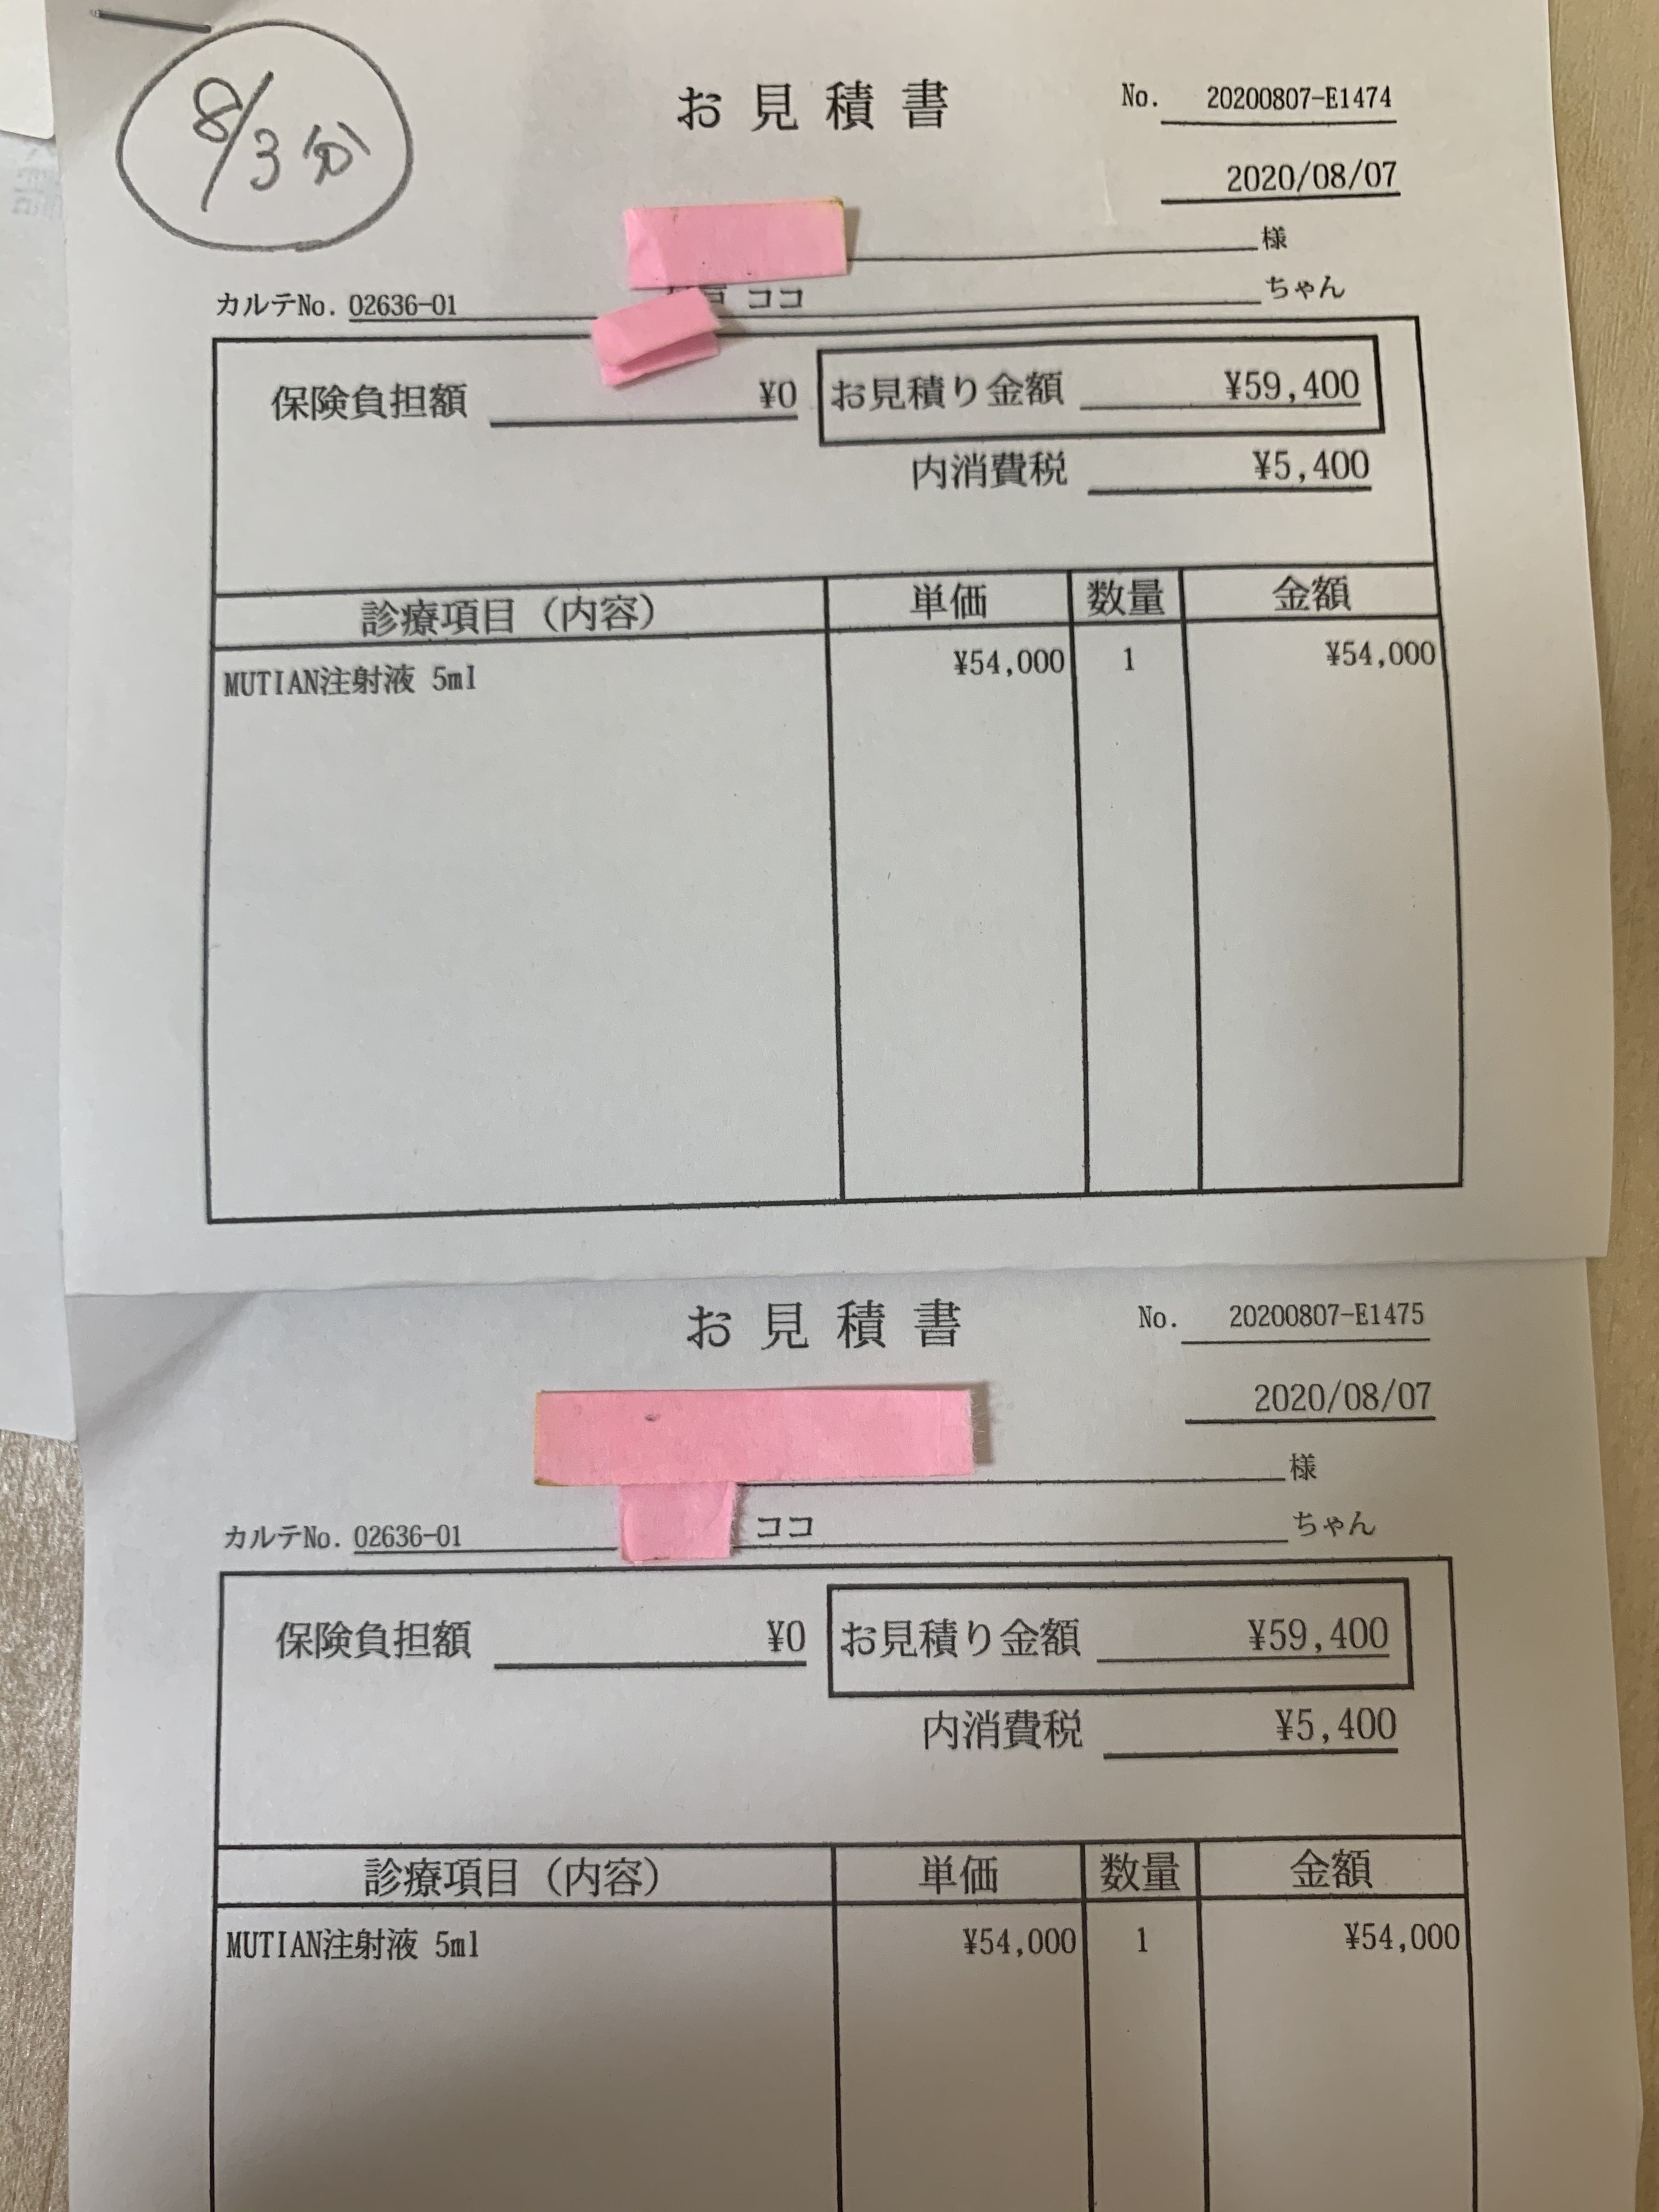 8/3分
お見積書
No. 20200807-E1474
2020/08/07
様
カルテNo. 02636-01 ココ ちゃん
保険負担額 ¥0 お見積り金額 ¥59,400
内消費税 ¥5,400
診療項目（内容） 単価 数量 金額
MUTIAN注射液 5ml ¥54,000 1 ¥54,000
お見積書
No. 20200807-E1475
2020/08/07
様
カルテNo. 02636-01 ココ ちゃん
保険負担額 ¥0 お見積り金額 ¥59,400
内消費税 ¥5,400
診療項目（内容） 単価 数量 金額
MUTIAN注射液 5ml ¥54,000 1 ¥54,000